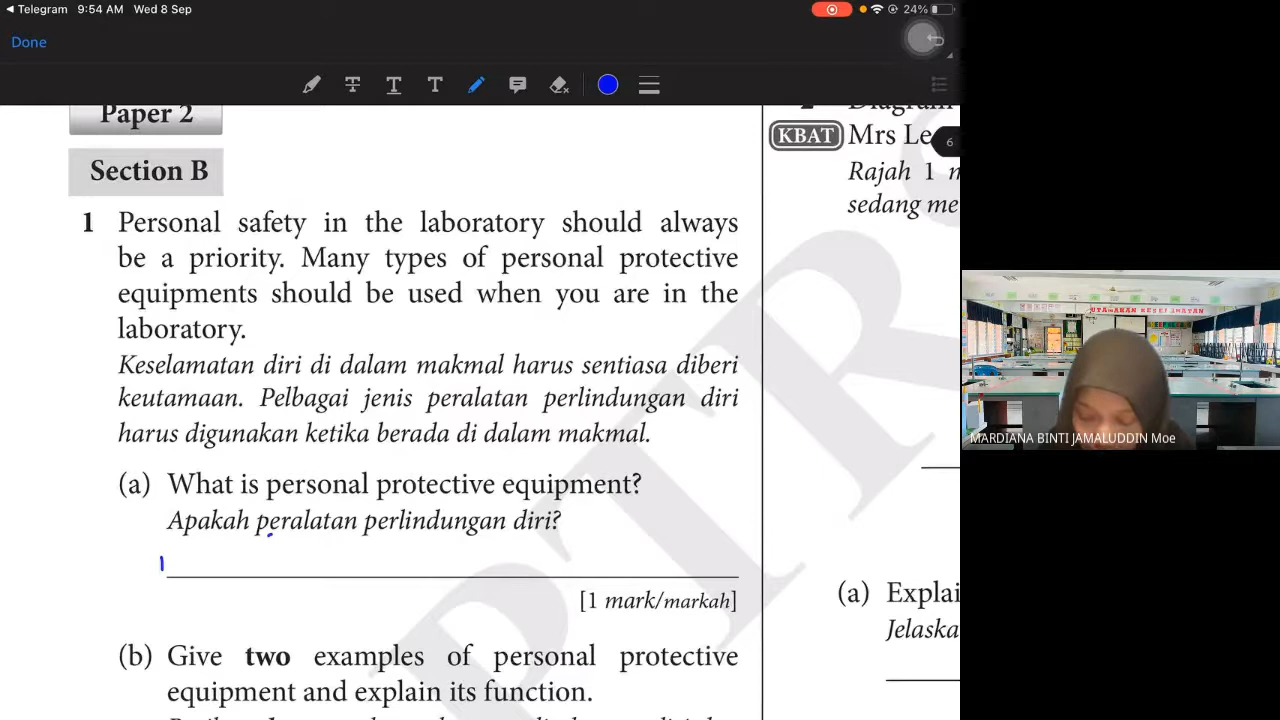 Telegram 9:54 AM Wed 8 Sep 24%
Done
Paper 2
Section B
1 Personal safety in the laboratory should always
be a priority. Many types of personal protective
equipments should be used when you are in the
laboratory.
Keselamatan diri di dalam makmal harus sentiasa diberi
keutamaan. Pelbagai jenis peralatan perlindungan diri
harus digunakan ketika berada di dalam makmal.
(a) What is personal protective equipment?
Apakah peralatan perlindungan diri?
[1 mark/markah]
(b) Give two examples of personal protective
equipment and explain its function.
Diagram
KBAT Mrs Le
6
Rajah 1 m
sedang me
(a) Explai
Jelaska
UTAMAKAN KESELAMATAN
MARDIANA BINTI JAMALUDDIN Moe